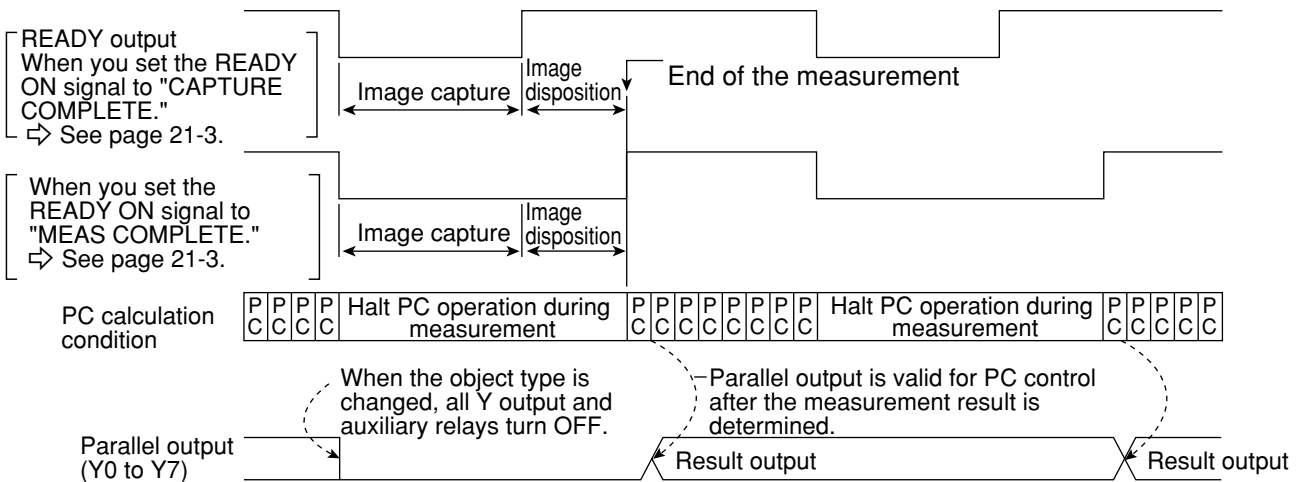 READY output
When you set the READY
ON signal to "CAPTURE
COMPLETE."
⇨ See page 21-3.
Image capture
Image
disposition
End of the measurement
When you set the
READY ON signal to
"MEAS COMPLETE."
⇨ See page 21-3.
Image capture
Image
disposition
PC calculation
condition
P P P P
C C C C
Halt PC operation during
measurement
P P P P P P P P
C C C C C C C C
Halt PC operation during
measurement
P P P P P
C C C C C
When the object type is
changed, all Y output and
auxiliary relays turn OFF.
Parallel output is valid for PC control
after the measurement result is
determined.
Parallel output
(Y0 to Y7)
Result output
Result output